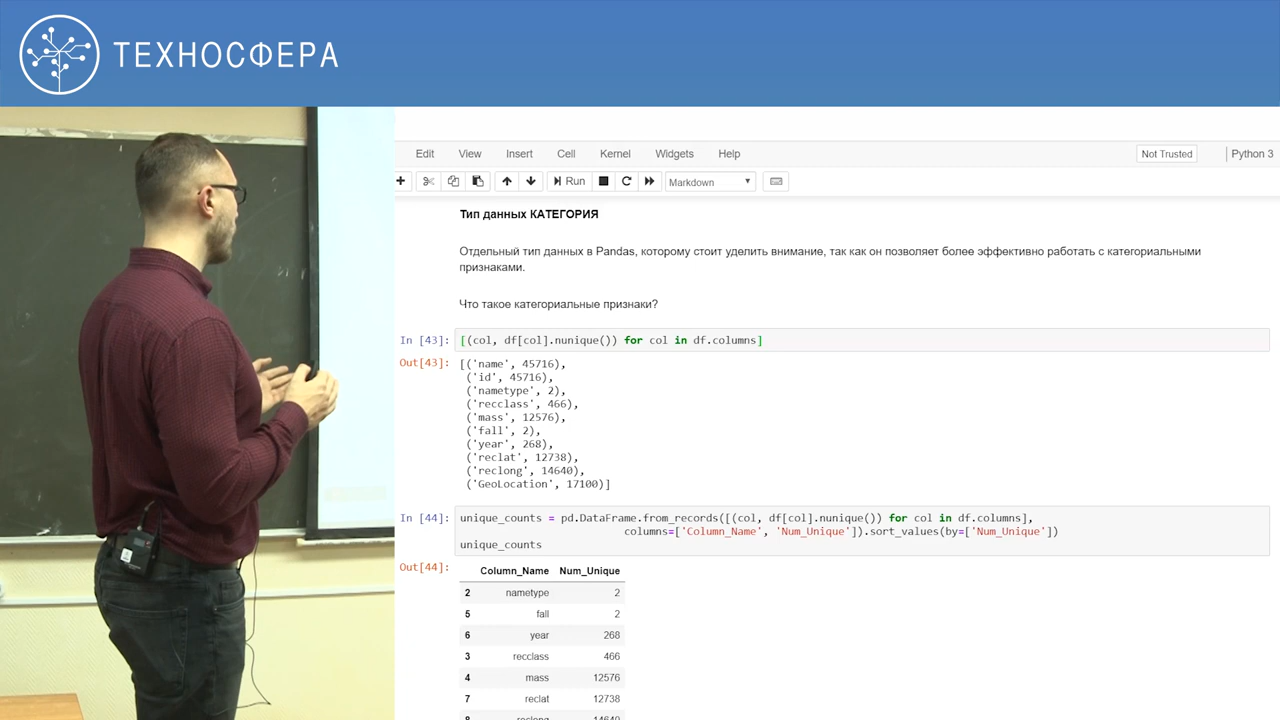 ТЕХНОСФЕРА
Edit View Insert Cell Kernel Widgets Help Not Trusted Python 3
Run Markdown
Тип данных КАТЕГОРИЯ
Отдельный тип данных в Pandas, которому стоит уделить внимание, так как он позволяет более эффективно работать с категориальными
признаками.
Что такое категориальные признаки?
In [43]: [(col, df[col].nunique()) for col in df.columns]
Out[43]: [('name', 45716),
('id', 45716),
('nametype', 2),
('recclass', 466),
('mass', 12576),
('fall', 2),
('year', 268),
('reclat', 12738),
('reclong', 14640),
('GeoLocation', 17100)]
In [44]: unique_counts = pd.DataFrame.from_records([(col, df[col].nunique()) for col in df.columns],
columns=['Column_Name', 'Num_Unique']).sort_values(by=['Num_Unique'])
unique_counts
Out[44]:
Column_Name Num_Unique
2 nametype 2
5 fall 2
6 year 268
3 recclass 466
4 mass 12576
7 reclat 12738
8 reclong 14640